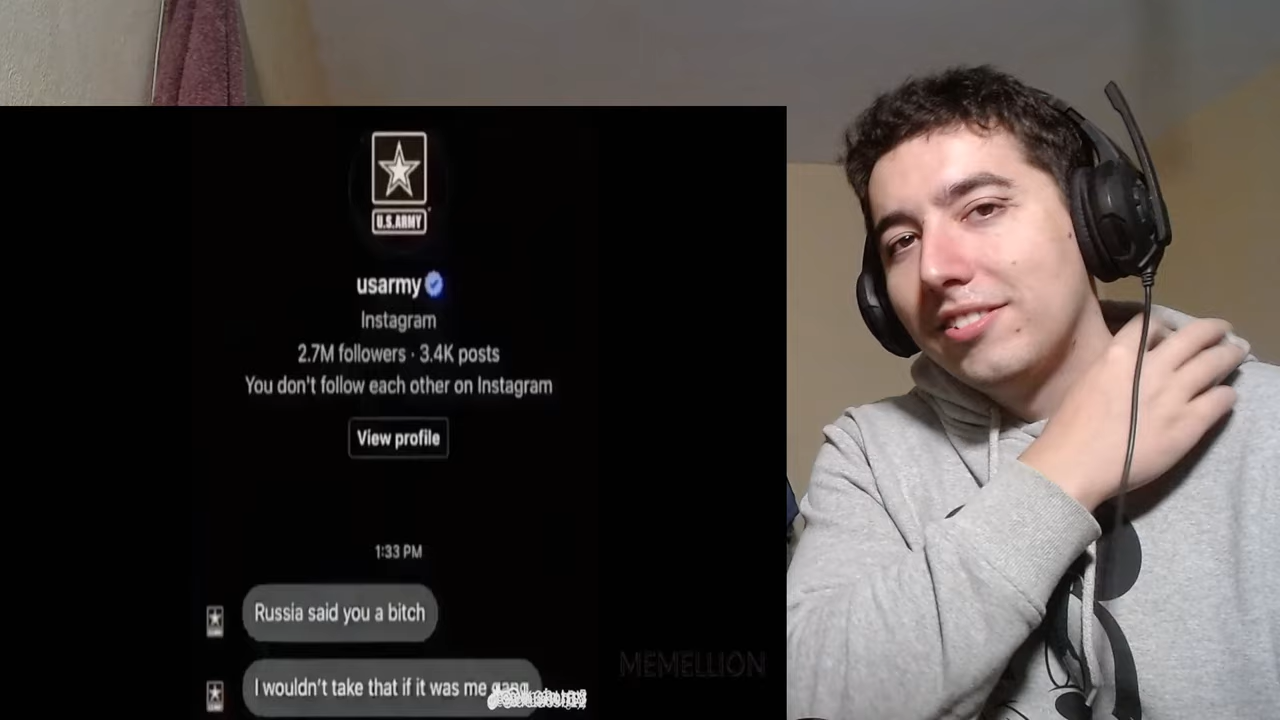 U.S.ARMY
usarmy
Instagram
2.7M followers · 3.4K posts
You don't follow each other on Instagram
View profile
1:33 PM
Russia said you a bitch
I wouldn't take that if it was me gang
MEMELLION